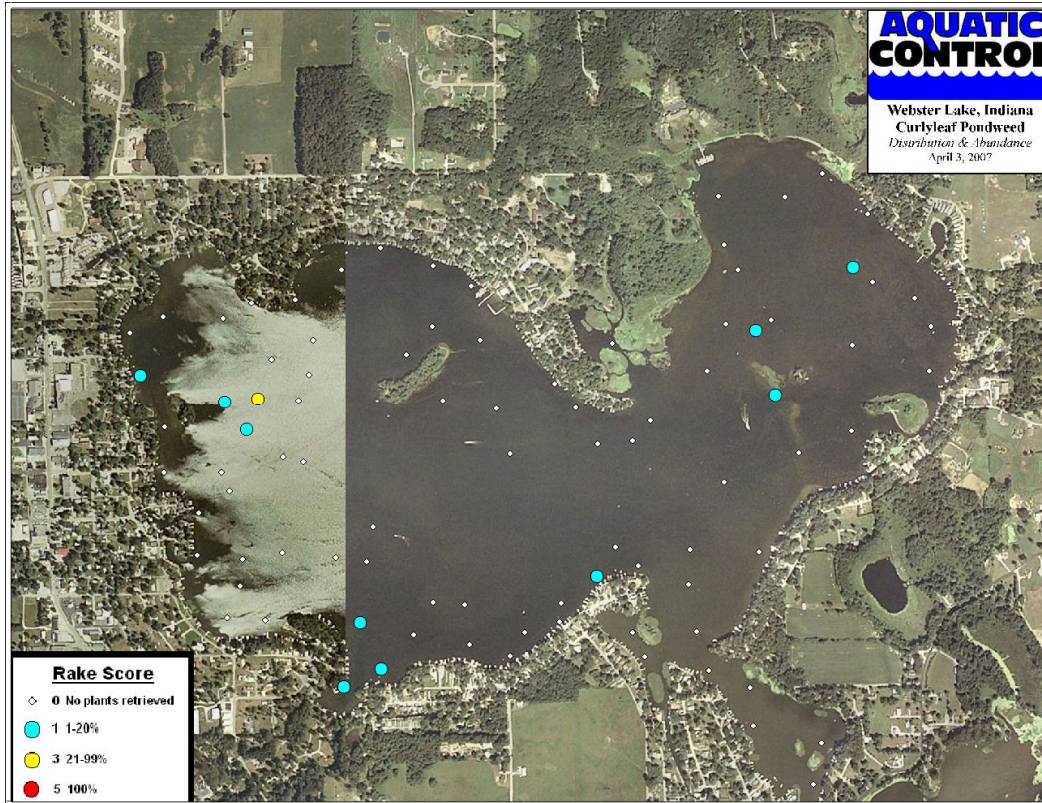 AQUATIC
CONTROL
Webster Lake, Indiana
Curlyleaf Pondweed
Distribution & Abundance
April 3, 2007
Rake Score
0 No plants retrieved
1 1-20%
3 21-99%
5 100%